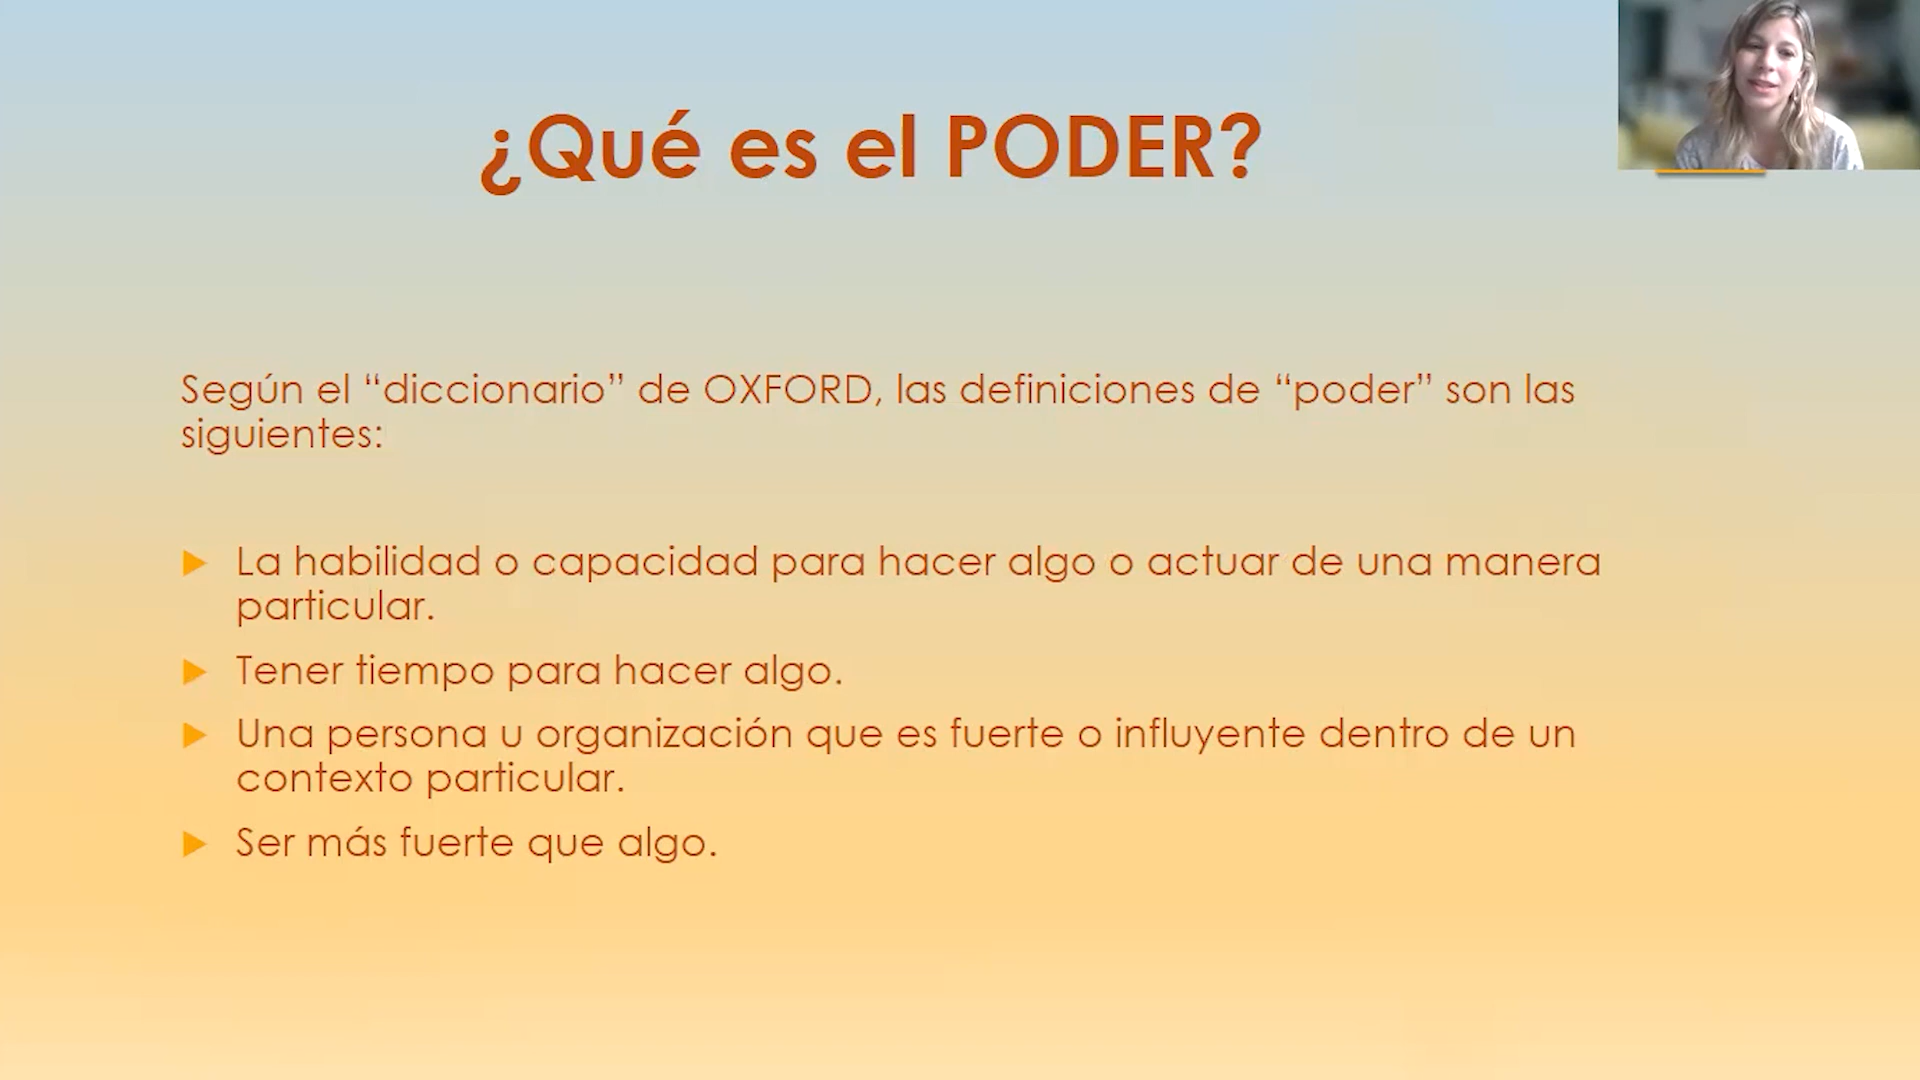 ¿Qué es el PODER?
Según el “diccionario” de OXFORD, las definiciones de “poder” son las
siguientes:
La habilidad o capacidad para hacer algo o actuar de una manera
particular.
Tener tiempo para hacer algo.
Una persona u organización que es fuerte o influyente dentro de un
contexto particular.
Ser más fuerte que algo.